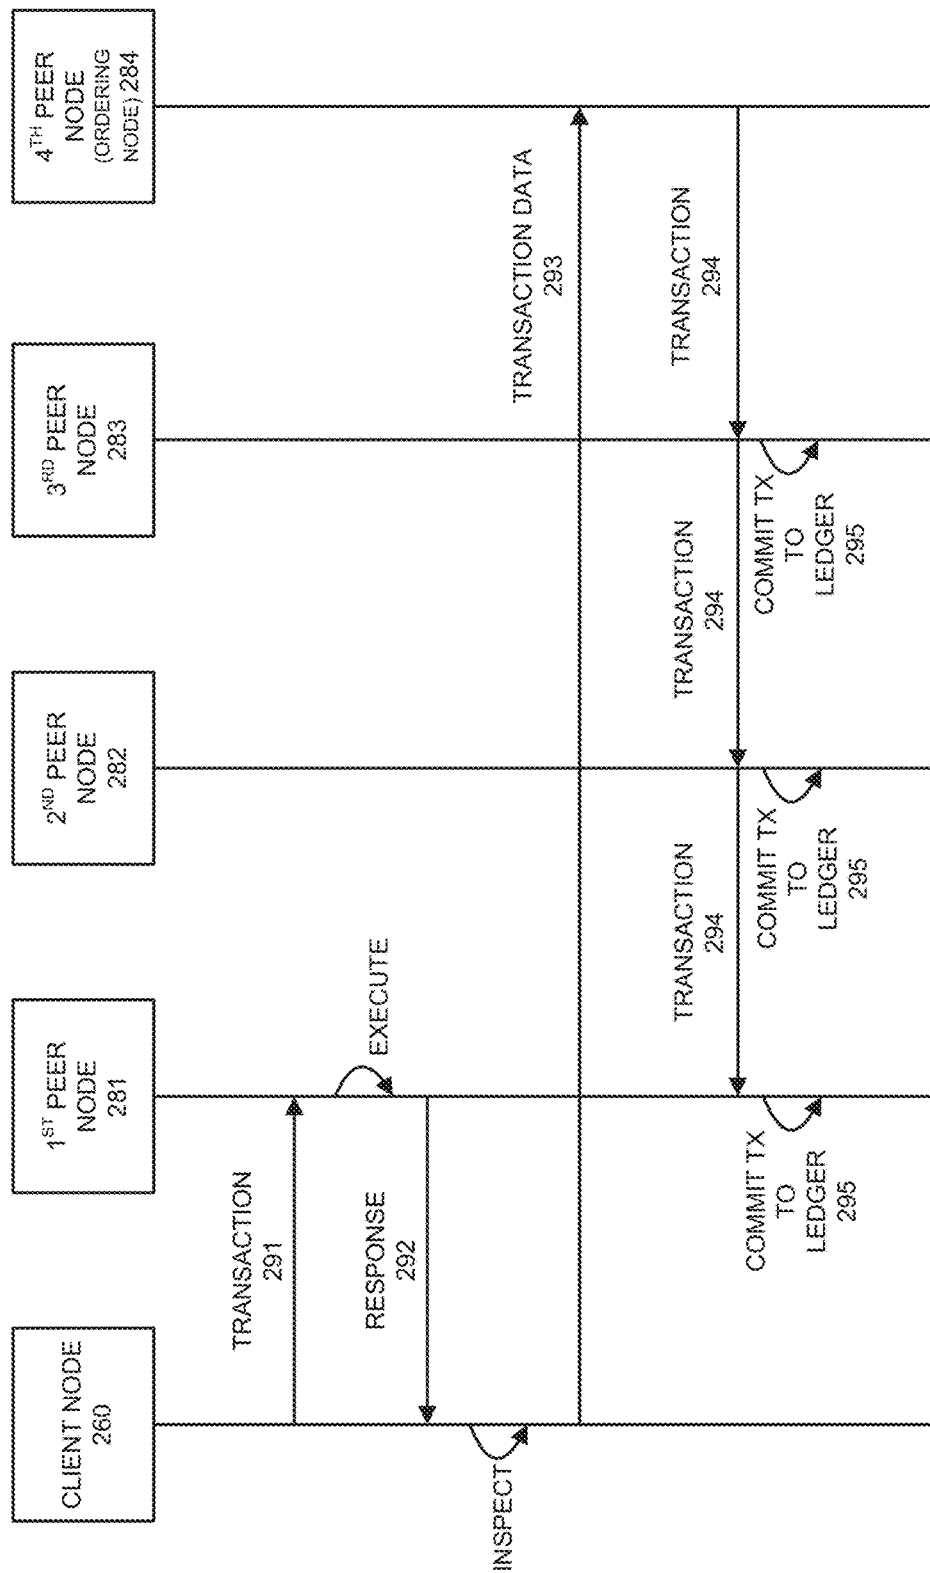 CLIENT NODE
260
1ST PEER
NODE
281
2ND PEER
NODE
282
3RD PEER
NODE
283
4TH PEER
NODE
(ORDERING
NODE) 284
TRANSACTION
291
EXECUTE
RESPONSE
292
INSPECT
TRANSACTION DATA
293
TRANSACTION
294
TRANSACTION
294
TRANSACTION
294
COMMIT TX
TO
LEDGER
295
COMMIT TX
TO
LEDGER
295
COMMIT TX
TO
LEDGER
295